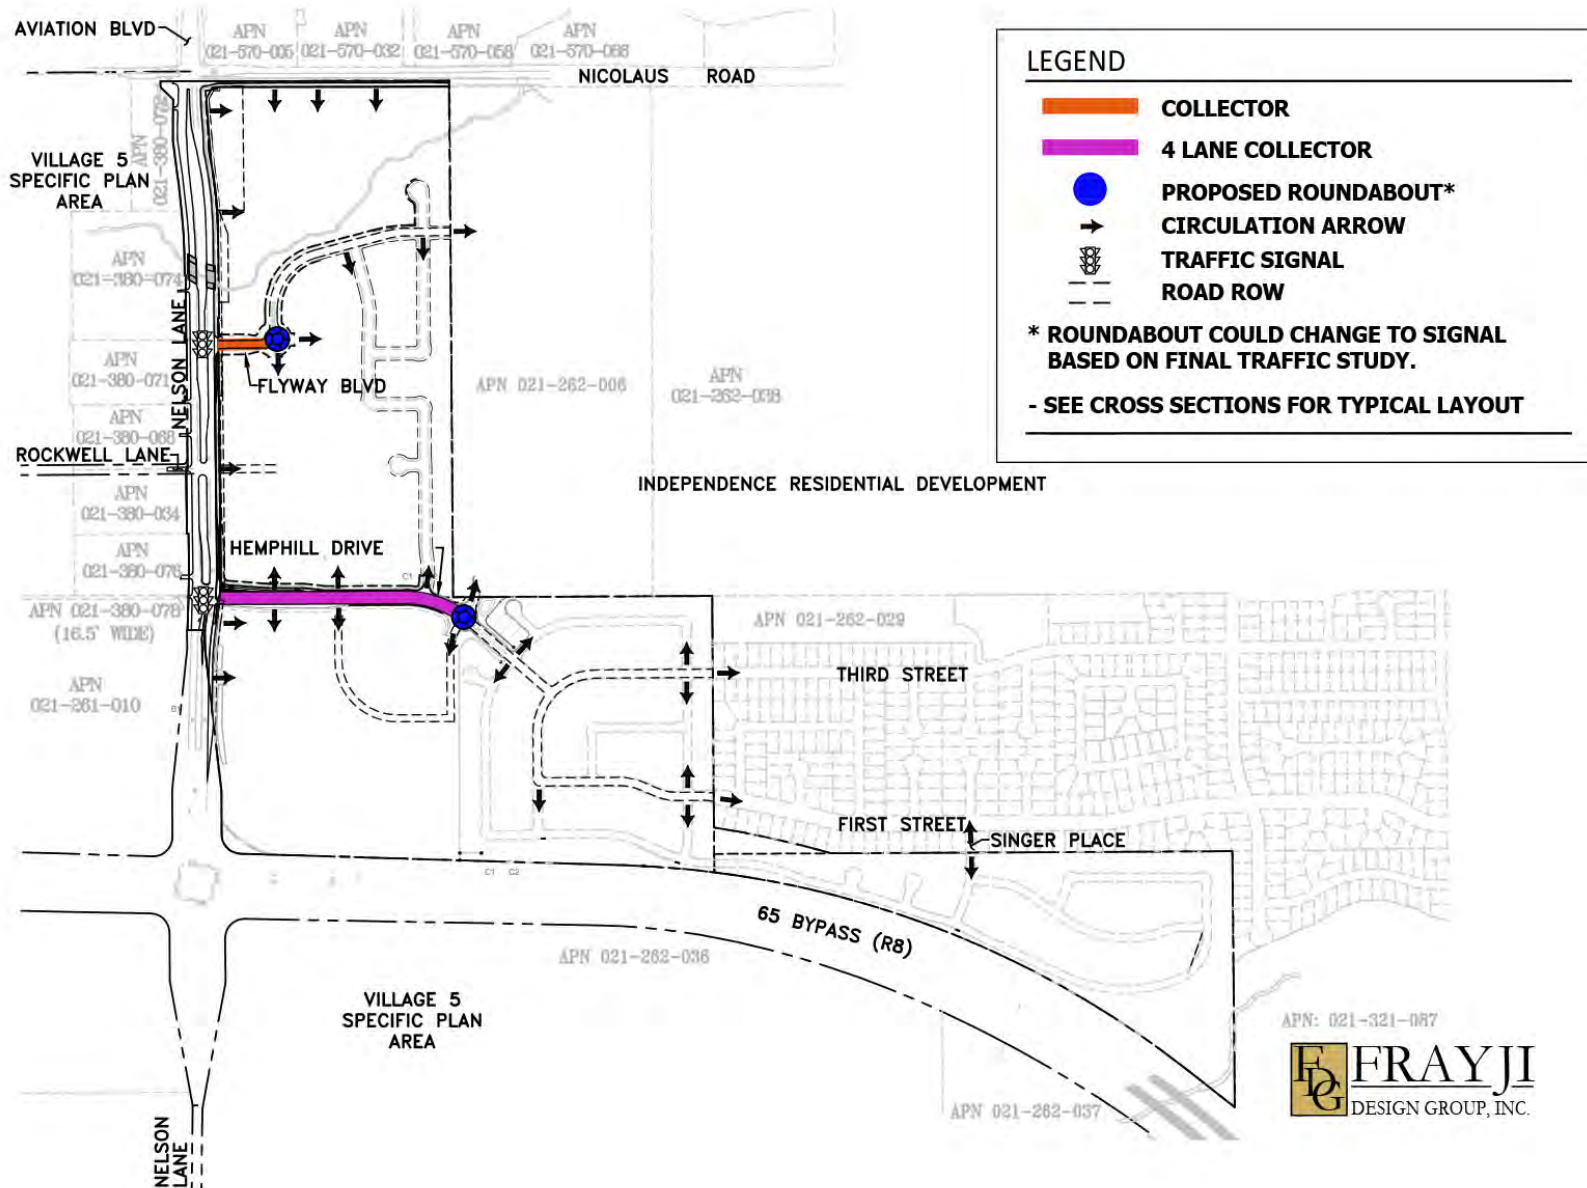 AVIATION BLVD
APN
021-570-005
APN
021-570-032
APN
021-570-058
APN
021-570-066
NICOLAUS ROAD
VILLAGE 5
SPECIFIC PLAN
AREA
APN
APN
021-380-074
NELSON LANE
APN
021-380-071
FLYWAY BLVD
APN 021-262-006
APN
021-262-038
APN
021-380-068
ROCKWELL LANE
APN
021-380-034
INDEPENDENCE RESIDENTIAL DEVELOPMENT
HEMPHILL DRIVE
APN
021-380-076
C1
APN 021-380-078
(16.5' WIDE)
APN 021-262-029
APN
021-261-010
THIRD STREET
FIRST STREET
SINGER PLACE
C1 C2
65 BYPASS (R8)
APN 021-262-036
VILLAGE 5
SPECIFIC PLAN
AREA
APN 021-262-037
APN: 021-321-087
NELSON
LANE
LEGEND
COLLECTOR
4 LANE COLLECTOR
PROPOSED ROUNDABOUT*
CIRCULATION ARROW
TRAFFIC SIGNAL
ROAD ROW
* ROUNDABOUT COULD CHANGE TO SIGNAL
BASED ON FINAL TRAFFIC STUDY.
- SEE CROSS SECTIONS FOR TYPICAL LAYOUT
FDG
FRAYJI
DESIGN GROUP, INC.